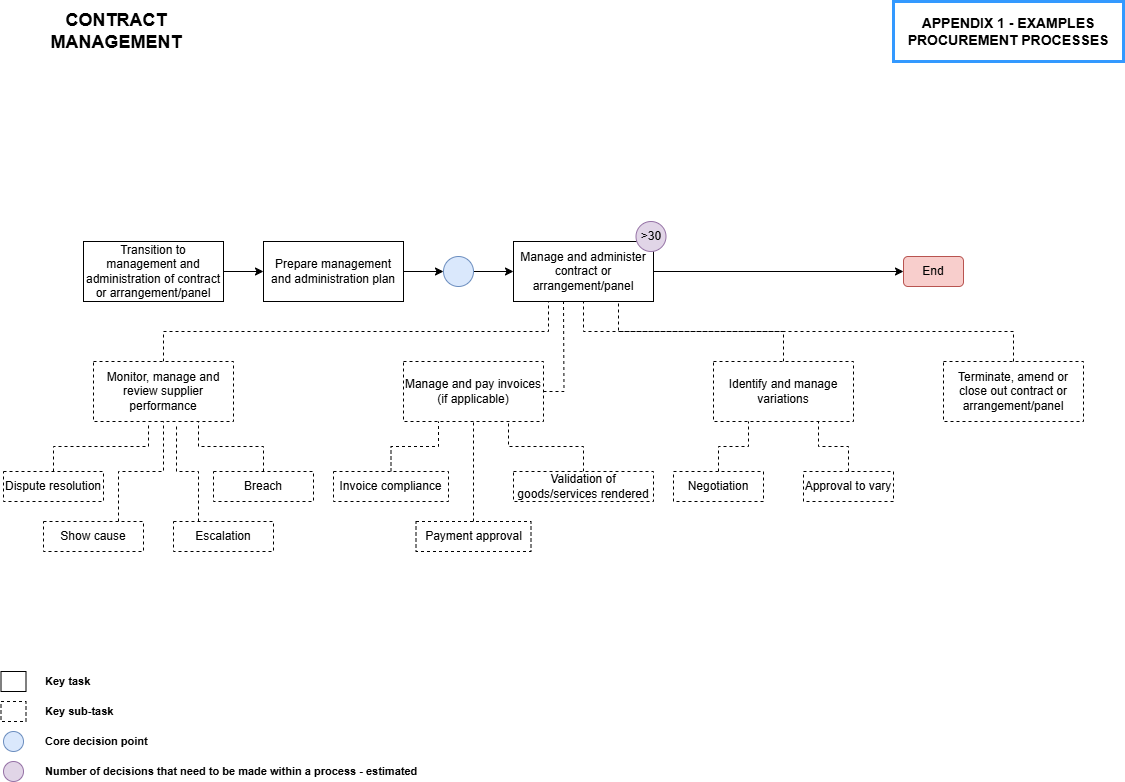 CONTRACT
MANAGEMENT
APPENDIX 1 - EXAMPLES
PROCUREMENT PROCESSES
Transition to
management and
administration of contract
or arrangement/panel
Prepare management
and administration plan
Manage and administer
contract or
arrangement/panel
>30
End
Monitor, manage and
review supplier
performance
Manage and pay invoices
(if applicable)
Identify and manage
variations
Terminate, amend or
close out contract or
arrangement/panel
Dispute resolution
Breach
Invoice compliance
Validation of
goods/services rendered
Negotiation
Approval to vary
Show cause
Escalation
Payment approval
Key task
Key sub-task
Core decision point
Number of decisions that need to be made within a process - estimated